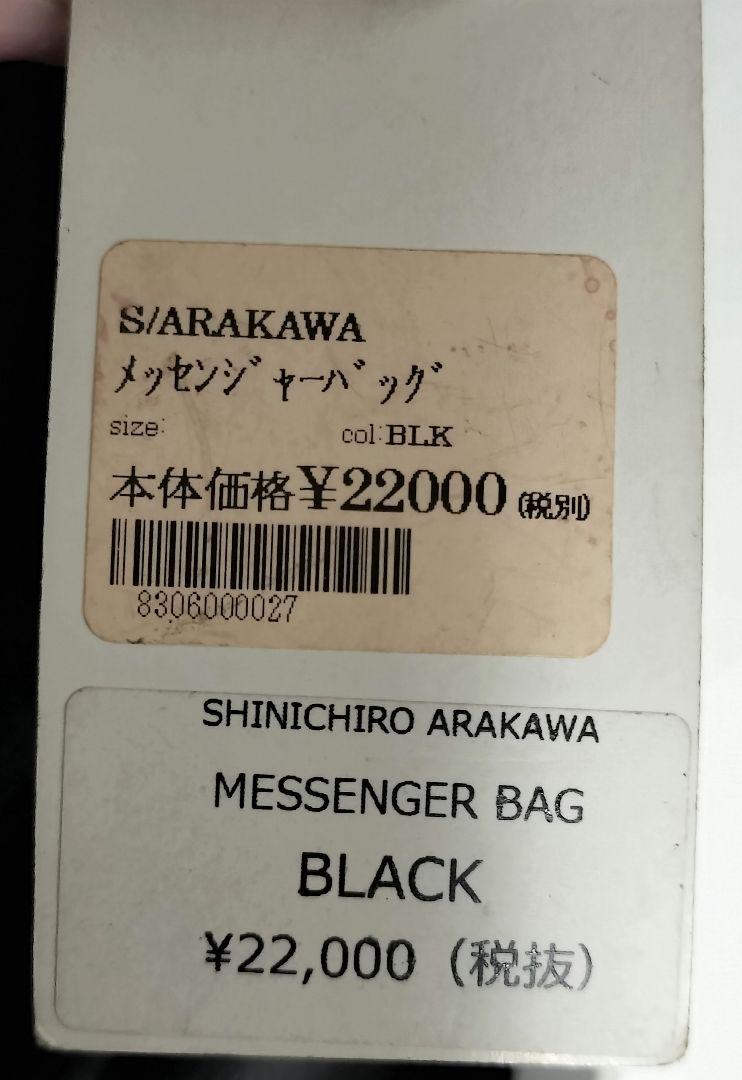 S/ARAKAWA
メッセンジャーバッグ
size: col:BLK
本体価格¥22000(税別)
8306000027
SHINICHIRO ARAKAWA
MESSENGER BAG
BLACK
¥22,000（税抜）